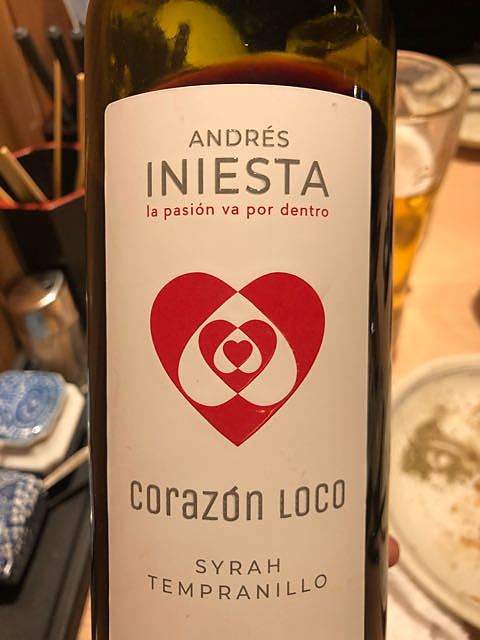 ANDRÉS
INIESTA
la pasión va por dentro
corazón Loco
SYRAH
TEMPRANILLO